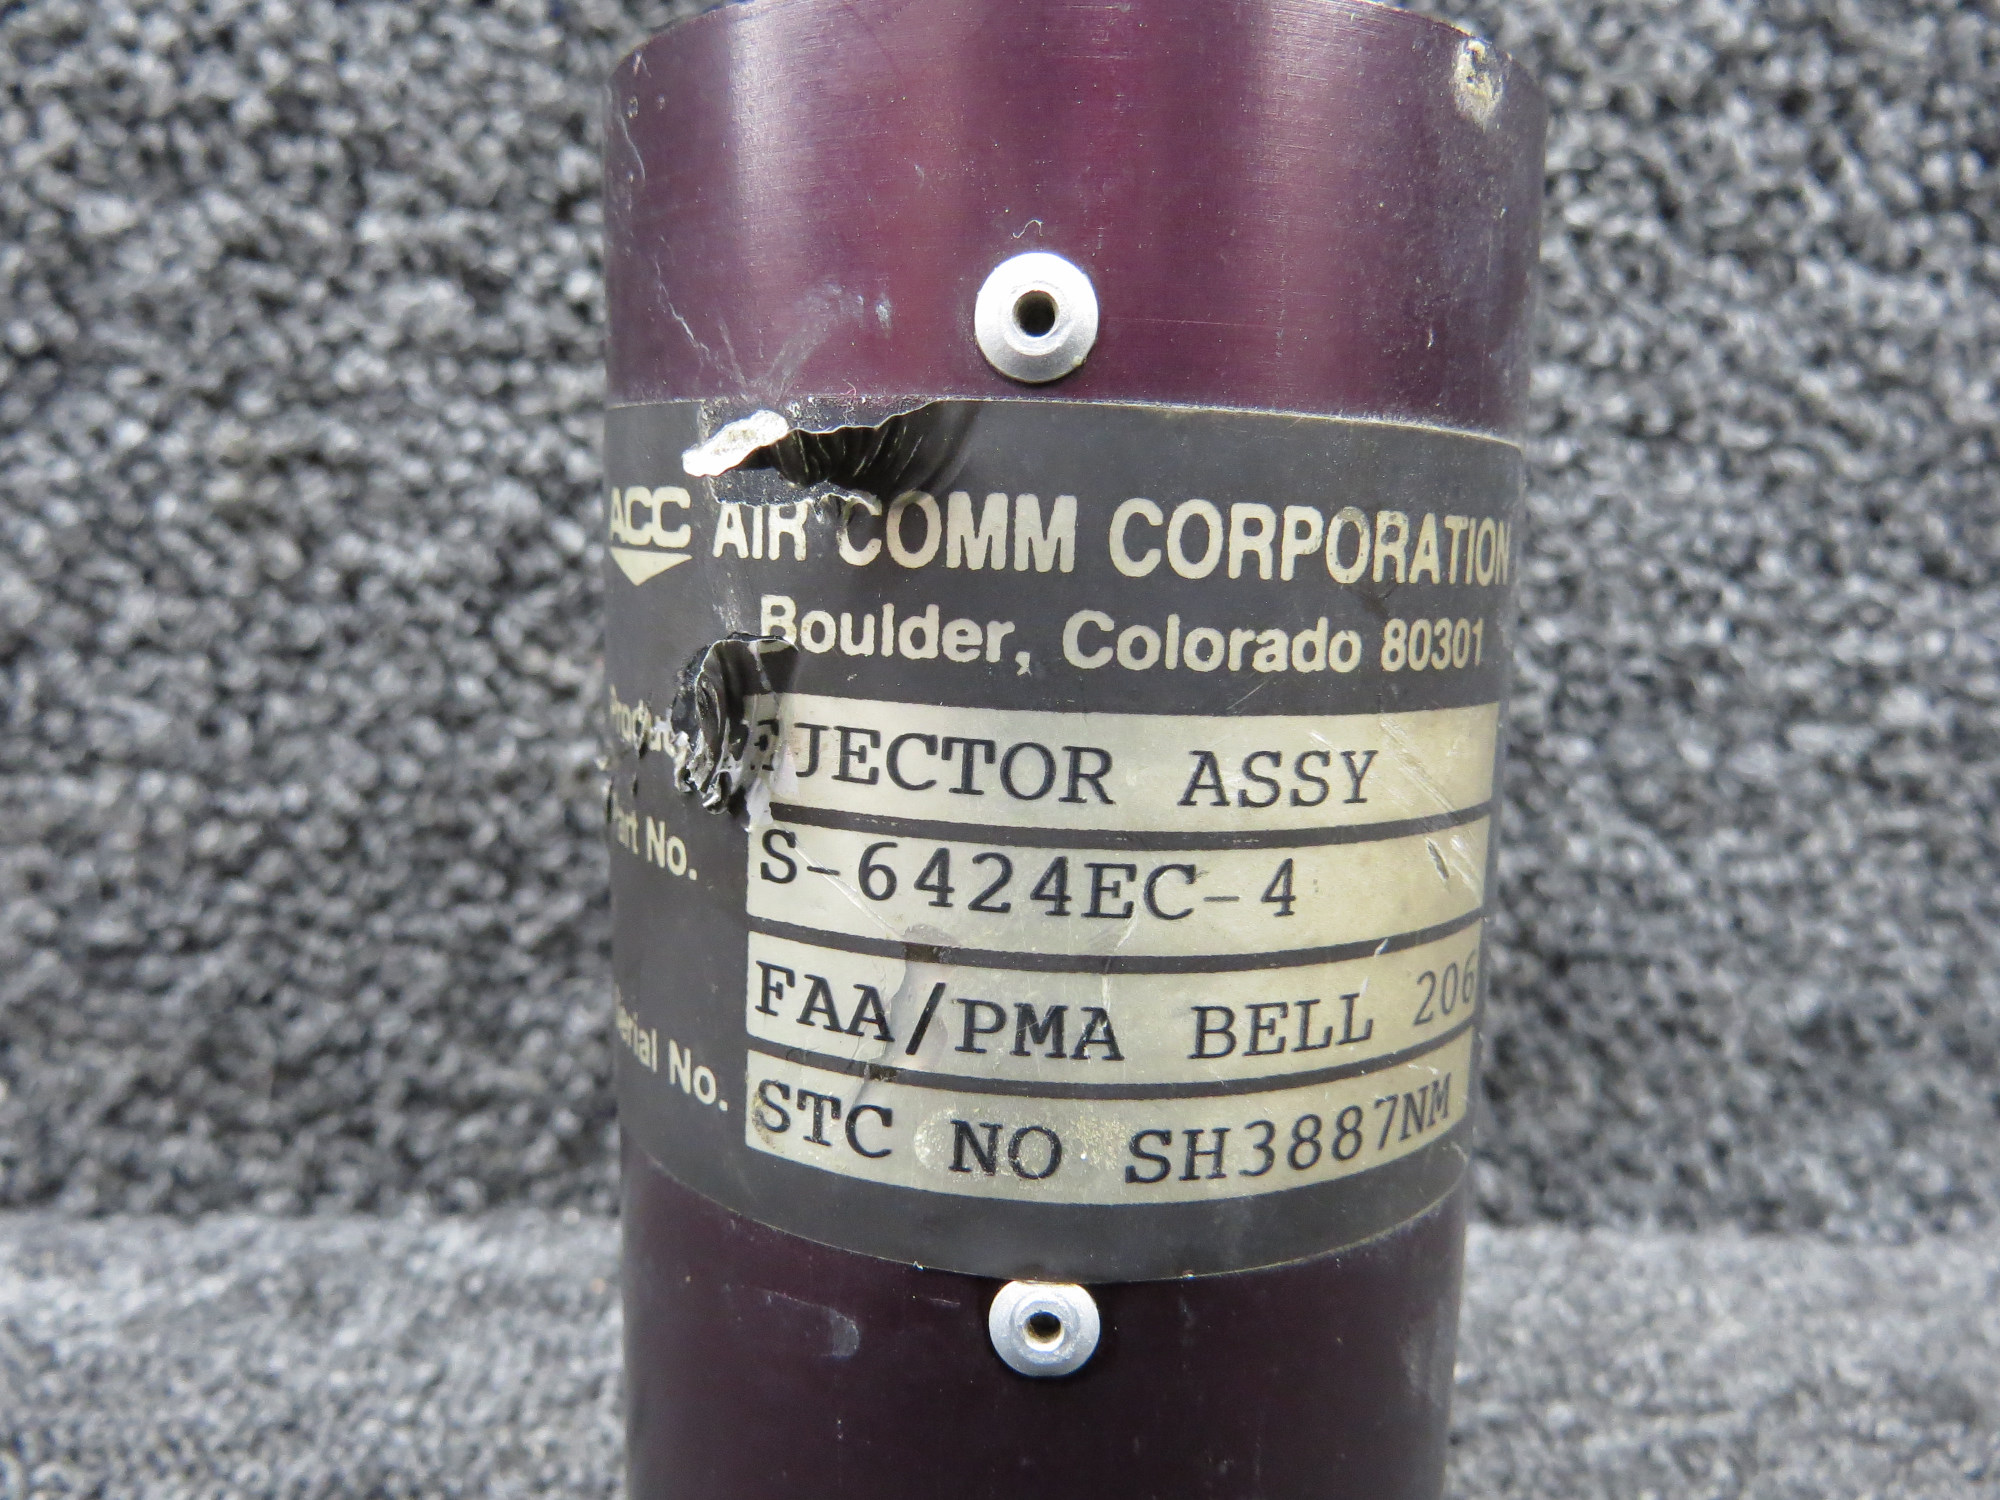 ACC AIR COMM CORPORATION
Boulder, Colorado 80301
EJECTOR ASSY
Part No. S-6424EC-4
FAA/PMA BELL 206
Serial No. STC NO SH3887NM